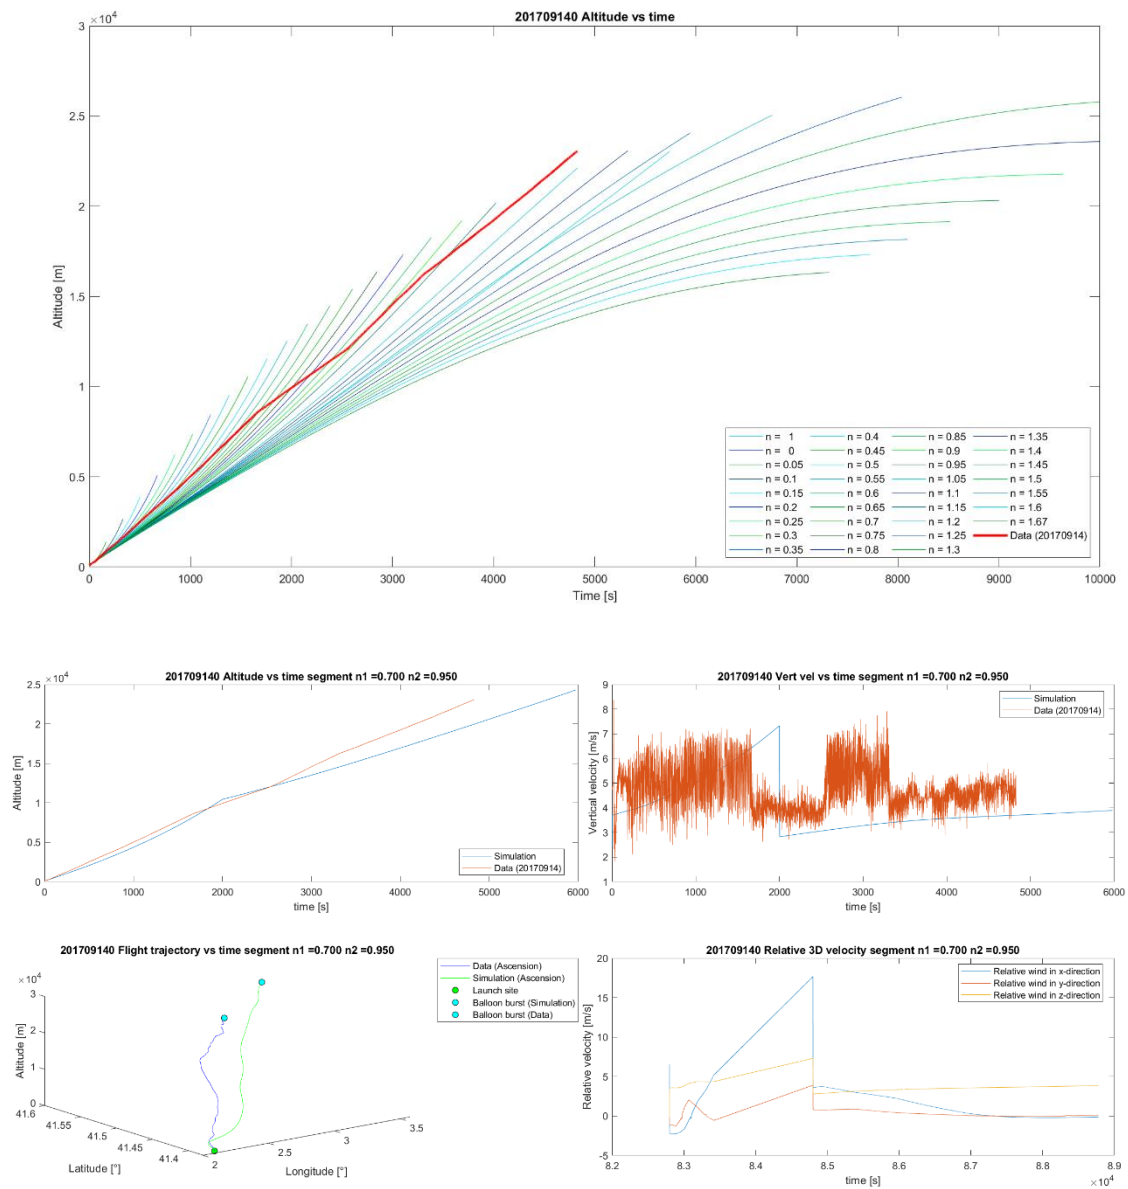 201709140 Altitude vs time
×10⁴
3
2.5
2
1.5
1
0.5
0
Altitude [m]
0 1000 2000 3000 4000 5000 6000 7000 8000 9000 10000
Time [s]
n = 1 n = 0.4 n = 0.85 n = 1.35
n = 0 n = 0.45 n = 0.9 n = 1.4
n = 0.05 n = 0.5 n = 0.95 n = 1.45
n = 0.1 n = 0.55 n = 1.05 n = 1.5
n = 0.15 n = 0.6 n = 1.1 n = 1.55
n = 0.2 n = 0.65 n = 1.15 n = 1.6
n = 0.25 n = 0.7 n = 1.2 n = 1.67
n = 0.3 n = 0.75 n = 1.25 Data (20170914)
n = 0.35 n = 0.8 n = 1.3
201709140 Altitude vs time segment n1 =0.700 n2 =0.950
×10⁴
2.5
2
1.5
1
0.5
0
Altitude [m]
0 1000 2000 3000 4000 5000 6000
time [s]
Simulation
Data (20170914)
201709140 Vert vel vs time segment n1 =0.700 n2 =0.950
9
8
7
6
5
4
3
2
1
Vertical velocity [m/s]
0 1000 2000 3000 4000 5000 6000
time [s]
Simulation
Data (20170914)
201709140 Flight trajectory vs time segment n1 =0.700 n2 =0.950
×10⁴
3
2
1
0
Altitude [m]
41.6
41.55
41.5
41.45
41.4
Latitude [°]
2
2.5
3
3.5
Longitude [°]
Data (Ascension)
Simulation (Ascension)
Launch site
Balloon burst (Simulation)
Balloon burst (Data)
201709140 Relative 3D velocity segment n1 =0.700 n2 =0.950
20
15
10
5
0
-5
Relative velocity [m/s]
8.2 8.3 8.4 8.5 8.6 8.7 8.8 8.9
time [s]
×10⁴
Relative wind in x-direction
Relative wind in y-direction
Relative wind in z-direction